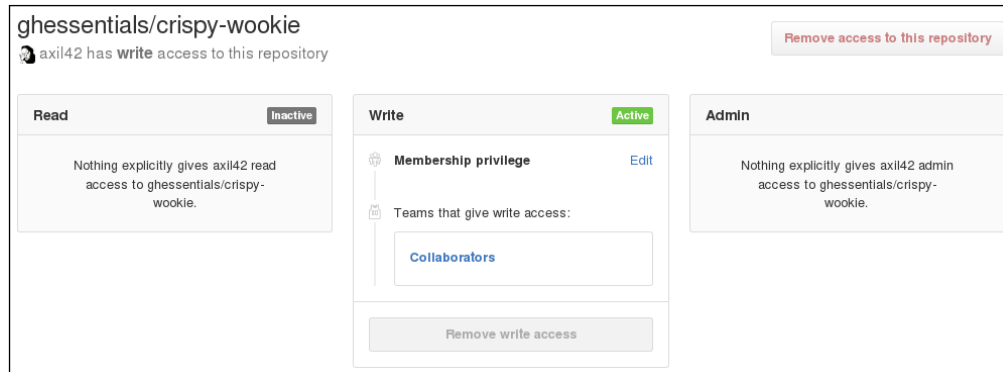 ghessentials/crispy-wookie
axil42 has write access to this repository
Remove access to this repository
Read
Inactive
Nothing explicitly gives axil42 read
access to ghessentials/crispy-
wookie.
Write
Active
Membership privilege
Edit
Teams that give write access:
Collaborators
Remove write access
Admin
Nothing explicitly gives axil42 admin
access to ghessentials/crispy-
wookie.